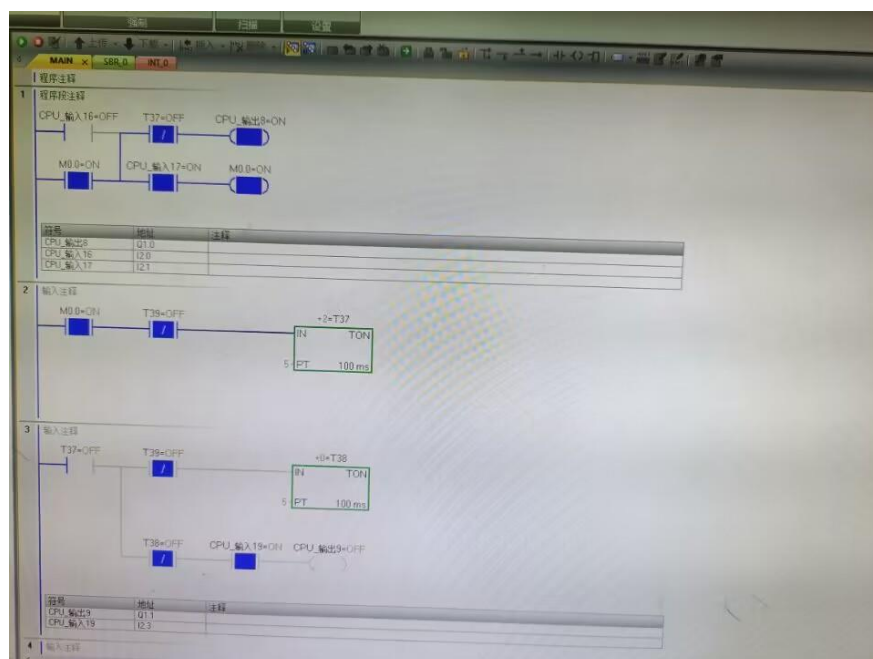 强制 扫描 设置
上传 下载 插入 删除
MAIN × SBR_0 INT_0
程序注释
1 程序段注释
CPU_输入16=OFF T37=OFF CPU_输出8=ON
/
M0.0=ON CPU_输入17=ON M0.0=ON
符号 地址 注释
CPU_输出8 Q1.0
CPU_输入16 I2.0
CPU_输入17 I2.1
2 输入注释
M0.0=ON T39=OFF +2=T37
/ IN TON
5 PT 100 ms
3 输入注释
T37=OFF T39=OFF +0=T38
/ IN TON
5 PT 100 ms
T38=OFF CPU_输入19=ON CPU_输出9=OFF
/
符号 地址 注释
CPU_输出9 Q1.1
CPU_输入19 I2.3
4 输入注释